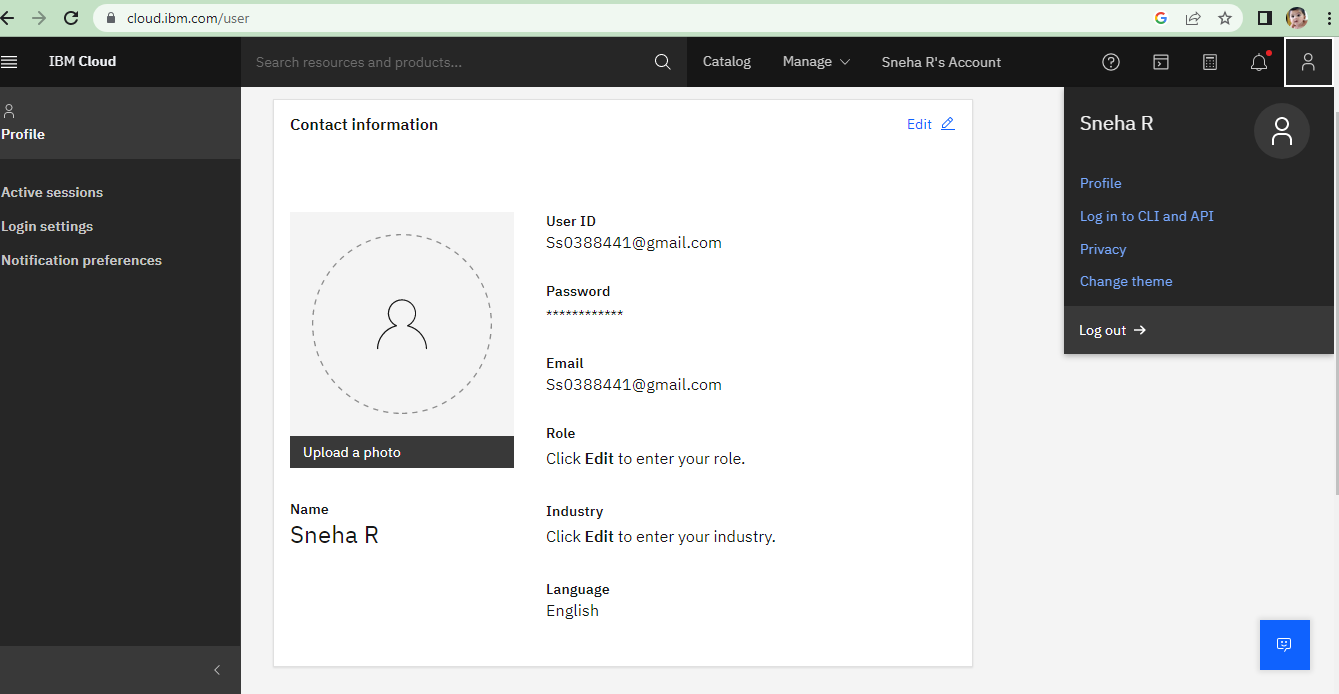 cloud.ibm.com/user
IBM Cloud
Search resources and products...
Catalog
Manage
Sneha R's Account
Profile
Active sessions
Login settings
Notification preferences
Contact information
Edit
Upload a photo
Name
Sneha R
User ID
Ss0388441@gmail.com
Password
************
Email
Ss0388441@gmail.com
Role
Click Edit to enter your role.
Industry
Click Edit to enter your industry.
Language
English
Sneha R
Profile
Log in to CLI and API
Privacy
Change theme
Log out